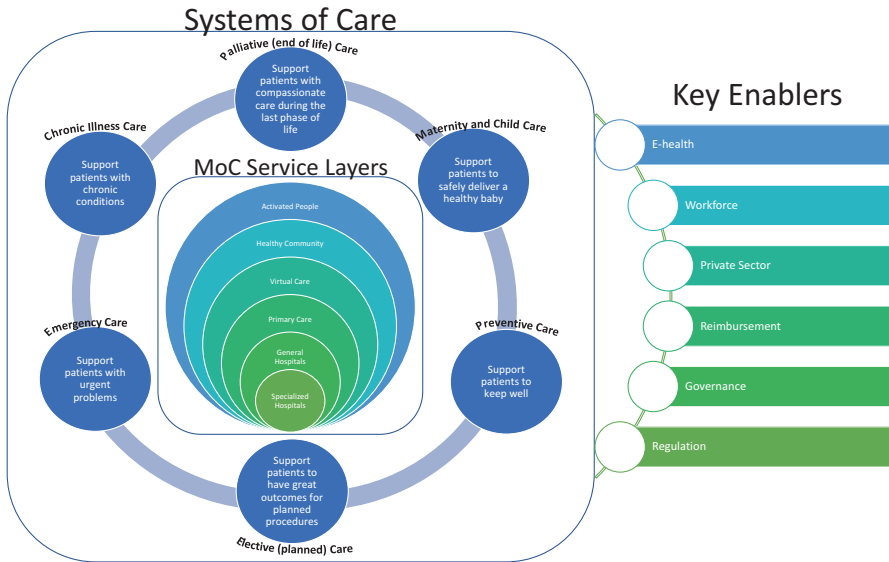 Systems of Care
Palliative (end of life) Care
Support
patients with
compassionate
care during the
last phase of
life
Maternity and Child Care
Support
patients to
safely deliver a
healthy baby
Preventive Care
Support
patients to
keep well
Support
patients to
have great
outcomes for
planned
procedures
Elective (planned) Care
Emergency Care
Support
patients with
urgent
problems
Chronic Illness Care
Support
patients with
chronic
conditions
MoC Service Layers
Activated People
Healthy Community
Virtual Care
Primary Care
General
Hospitals
Specialized
Hospitals
Key Enablers
E-health
Workforce
Private Sector
Reimbursement
Governance
Regulation